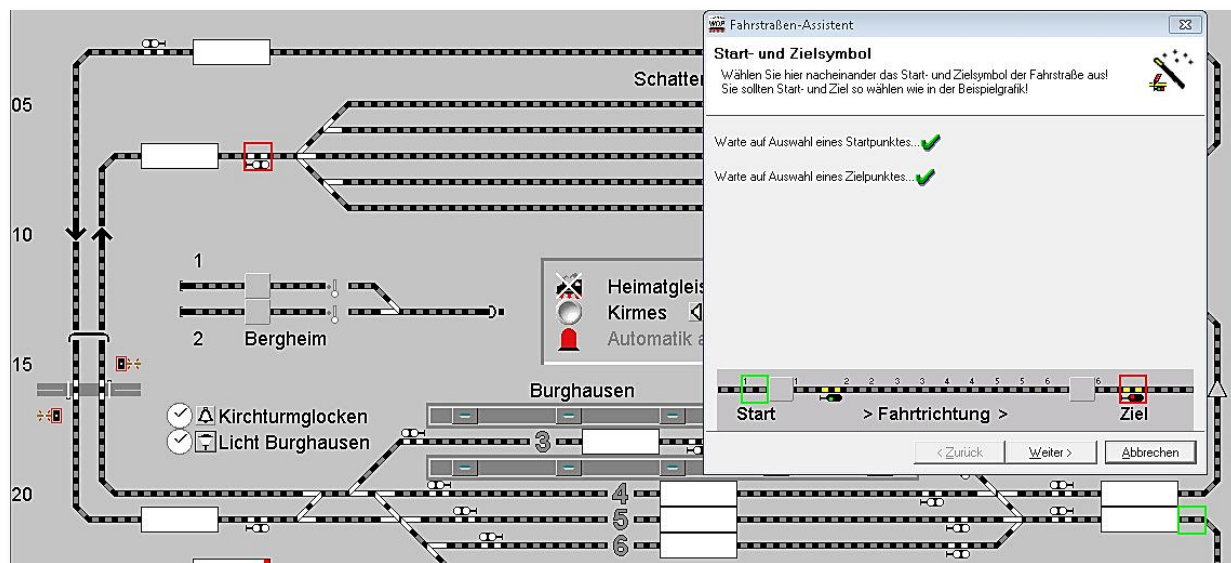 WDP Fahrstraßen-Assistent
Start- und Zielsymbol
Wählen Sie hier nacheinander das Start- und Zielsymbol der Fahrstraße aus!
Sie sollten Start- und Ziel so wählen wie in der Beispielgrafik!
Schatten
05
Warte auf Auswahl eines Startpunktes...
Warte auf Auswahl eines Zielpunktes...
10
1
Heimatgleis
Kirmes
2 Bergheim
Automatik a
15
Burghausen
1 1 2 2 3 3 4 4 5 5 6 6
Start > Fahrtrichtung > Ziel
Kirchturmglocken
Licht Burghausen
3
< Zurück Weiter > Abbrechen
20
4
5
6